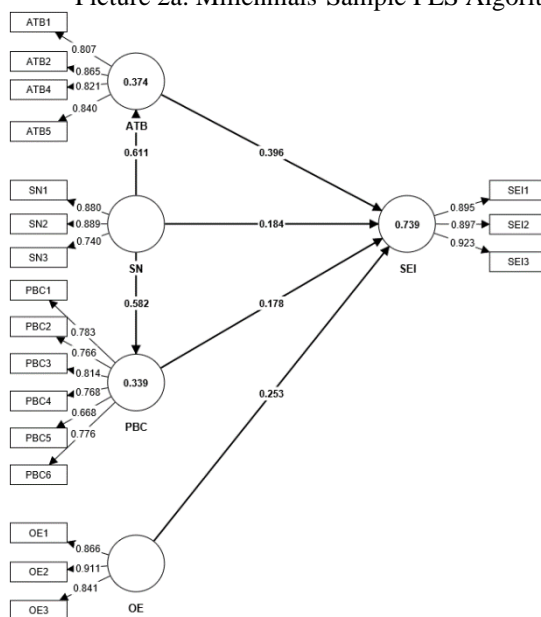 Picture 2a. Millennials Sample PLS Algorit
ATB1
0.807
ATB2
0.865
ATB4
0.821
0.840
ATB5
0.374
ATB
0.611
0.396
SN1
0.880
SN2
0.889
SN3
0.740
SN
0.184
0.739
SEI
0.895
SEI1
0.897
SEI2
0.923
SEI3
0.582
0.178
PBC1
0.783
PBC2
0.766
PBC3
0.814
PBC4
0.768
0.668
PBC5
0.776
PBC6
0.339
PBC
0.253
OE1
0.866
OE2
0.911
0.841
OE3
OE